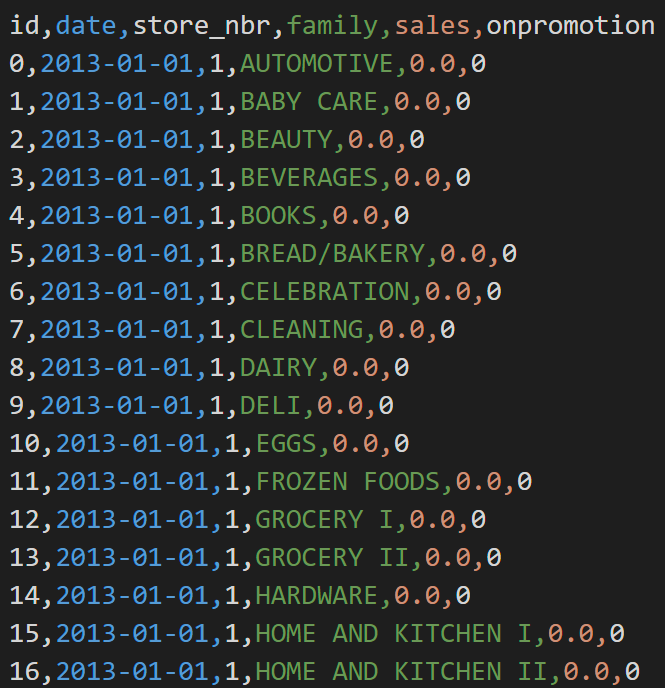 id,date,store_nbr,family,sales,onpromotion
0,2013-01-01,1,AUTOMOTIVE,0.0,0
1,2013-01-01,1,BABY CARE,0.0,0
2,2013-01-01,1,BEAUTY,0.0,0
3,2013-01-01,1,BEVERAGES,0.0,0
4,2013-01-01,1,BOOKS,0.0,0
5,2013-01-01,1,BREAD/BAKERY,0.0,0
6,2013-01-01,1,CELEBRATION,0.0,0
7,2013-01-01,1,CLEANING,0.0,0
8,2013-01-01,1,DAIRY,0.0,0
9,2013-01-01,1,DELI,0.0,0
10,2013-01-01,1,EGGS,0.0,0
11,2013-01-01,1,FROZEN FOODS,0.0,0
12,2013-01-01,1,GROCERY I,0.0,0
13,2013-01-01,1,GROCERY II,0.0,0
14,2013-01-01,1,HARDWARE,0.0,0
15,2013-01-01,1,HOME AND KITCHEN I,0.0,0
16,2013-01-01,1,HOME AND KITCHEN II,0.0,0